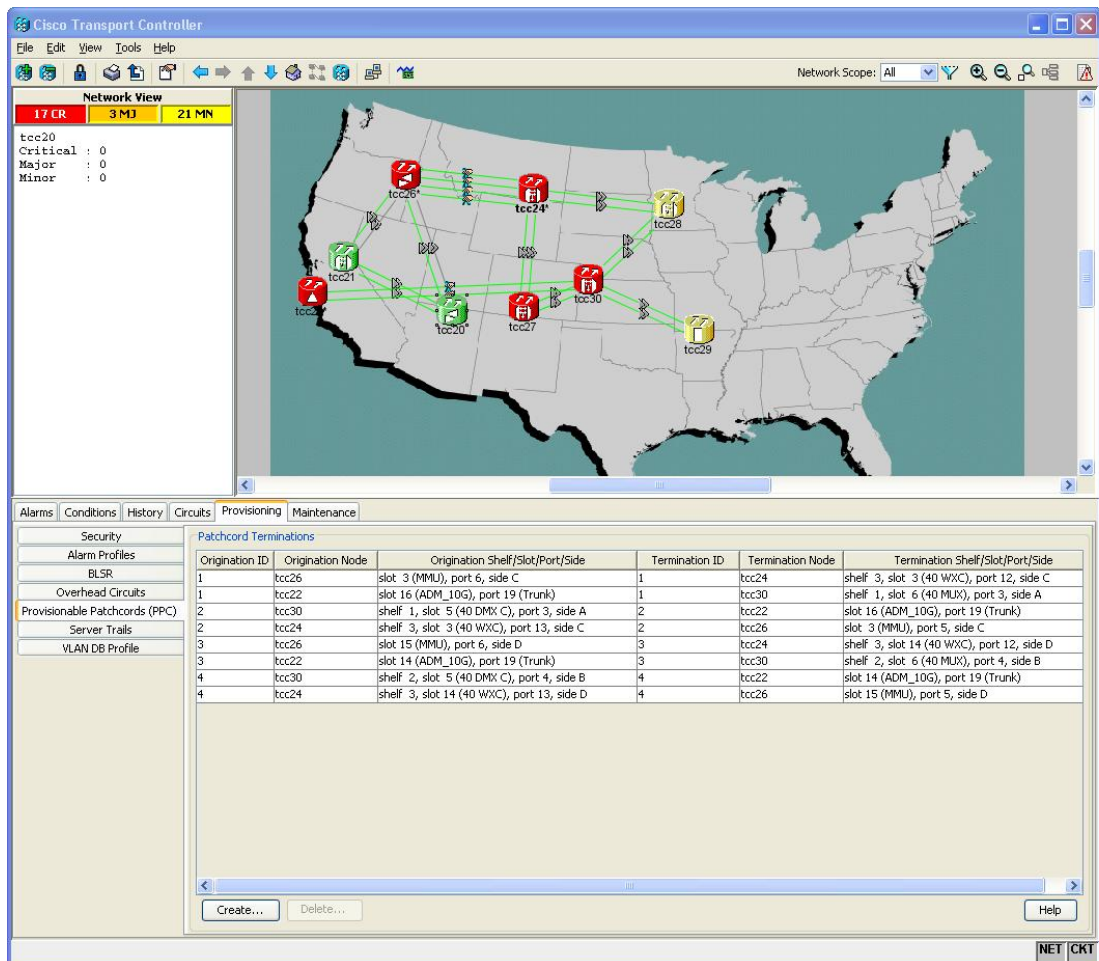 Cisco Transport Controller
File Edit View Tools Help
Network Scope: All
Network View
17 CR 3 MJ 21 MN
tcc20
Critical : 0
Major : 0
Minor : 0
tcc26*
tcc24*
tcc28
tcc21
tcc30
tcc20
tcc27
tcc29
Alarms Conditions History Circuits Provisioning Maintenance
Security
Alarm Profiles
BLSR
Overhead Circuits
Provisionable Patchcords (PPC)
Server Trails
VLAN DB Profile
Patchcord Terminations
Origination ID Origination Node Origination Shelf/Slot/Port/Side Termination ID Termination Node Termination Shelf/Slot/Port/Side
1 tcc26 slot 3 (MMU), port 6, side C 1 tcc24 shelf 3, slot 3 (40 WXC), port 12, side C
1 tcc22 slot 16 (ADM_10G), port 19 (Trunk) 1 tcc30 shelf 1, slot 6 (40 MUX), port 3, side A
2 tcc30 shelf 1, slot 5 (40 DMX C), port 3, side A 2 tcc22 slot 16 (ADM_10G), port 19 (Trunk)
2 tcc24 shelf 3, slot 3 (40 WXC), port 13, side C 2 tcc26 slot 3 (MMU), port 5, side C
3 tcc26 slot 15 (MMU), port 6, side D 3 tcc24 shelf 3, slot 14 (40 WXC), port 12, side D
3 tcc22 slot 14 (ADM_10G), port 19 (Trunk) 3 tcc30 shelf 2, slot 6 (40 MUX), port 4, side B
4 tcc30 shelf 2, slot 5 (40 DMX C), port 4, side B 4 tcc22 slot 14 (ADM_10G), port 19 (Trunk)
4 tcc24 shelf 3, slot 14 (40 WXC), port 13, side D 4 tcc26 slot 15 (MMU), port 5, side D
Create... Delete... Help
NET CKT